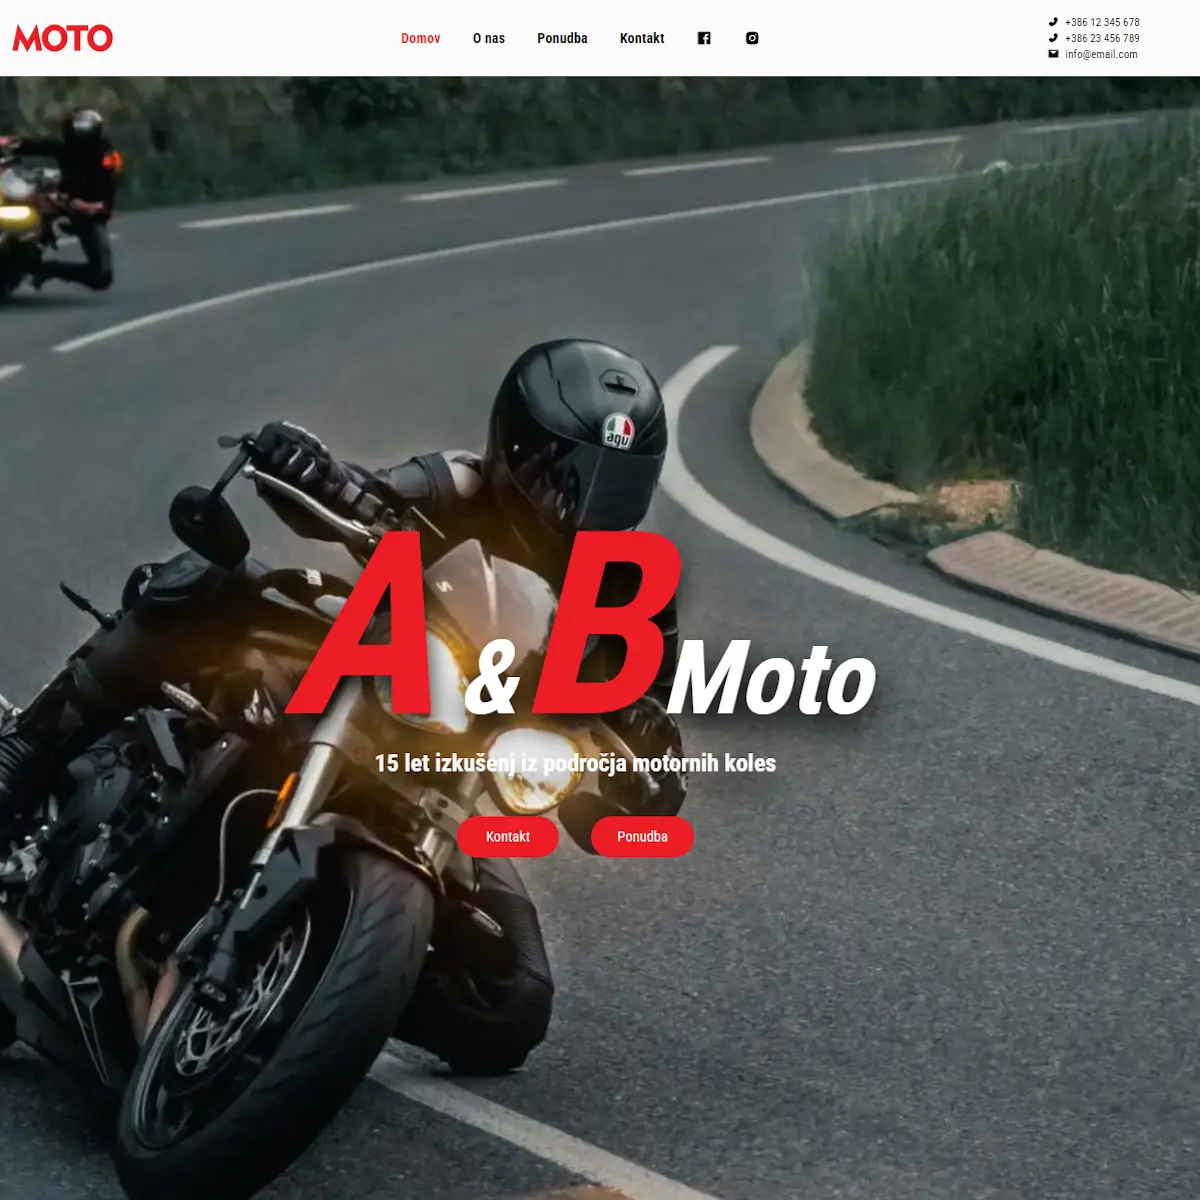 MOTO
Domov
O nas
Ponudba
Kontakt
+386 12 345 678
+386 23 456 789
info@email.com
agv
S
A & B Moto
15 let izkušenj iz področja motornih koles
Kontakt
Ponudba